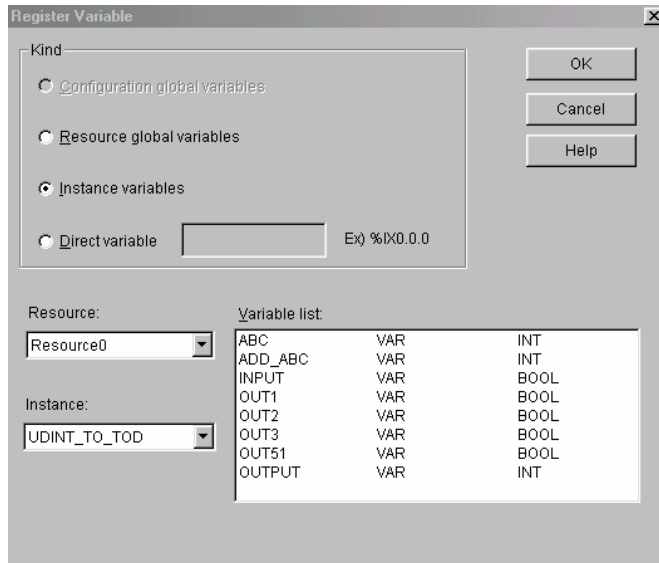 Register Variable
Kind
Configuration global variables
Resource global variables
Instance variables
Direct variable Ex) %IX0.0.0
OK
Cancel
Help
Resource:
Resource0
Instance:
UDINT_TO_TOD
Variable list:
ABC VAR INT
ADD_ABC VAR INT
INPUT VAR BOOL
OUT1 VAR BOOL
OUT2 VAR BOOL
OUT3 VAR BOOL
OUT51 VAR BOOL
OUTPUT VAR INT